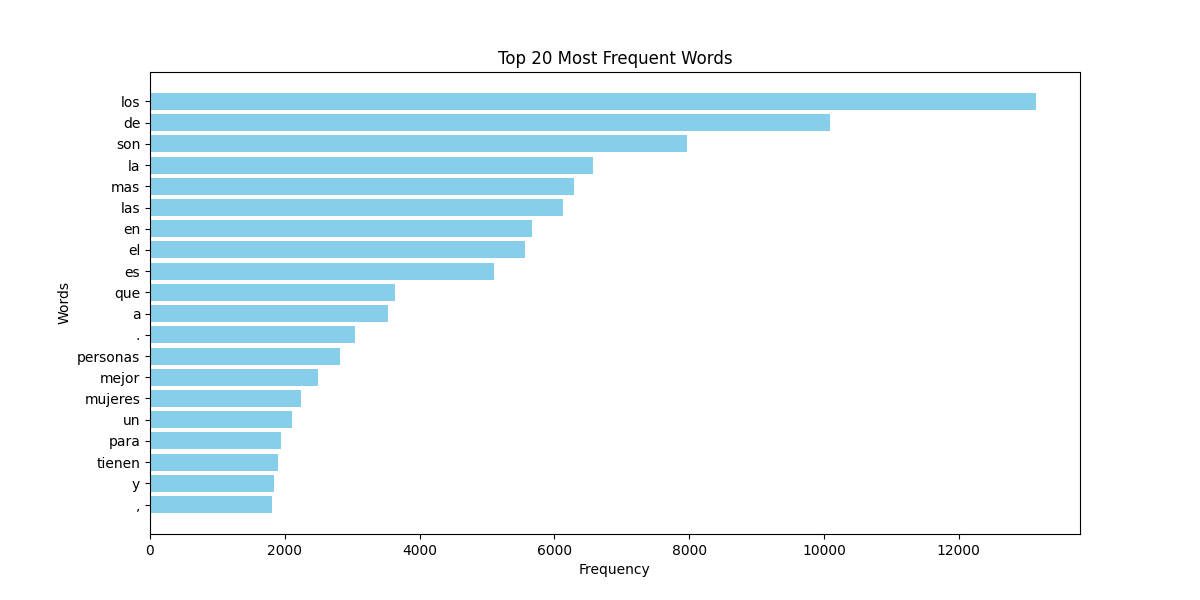 Top 20 Most Frequent Words
Words
los
de
son
la
mas
las
en
el
es
que
a
.
personas
mejor
mujeres
un
para
tienen
y
,
0 2000 4000 6000 8000 10000 12000
Frequency